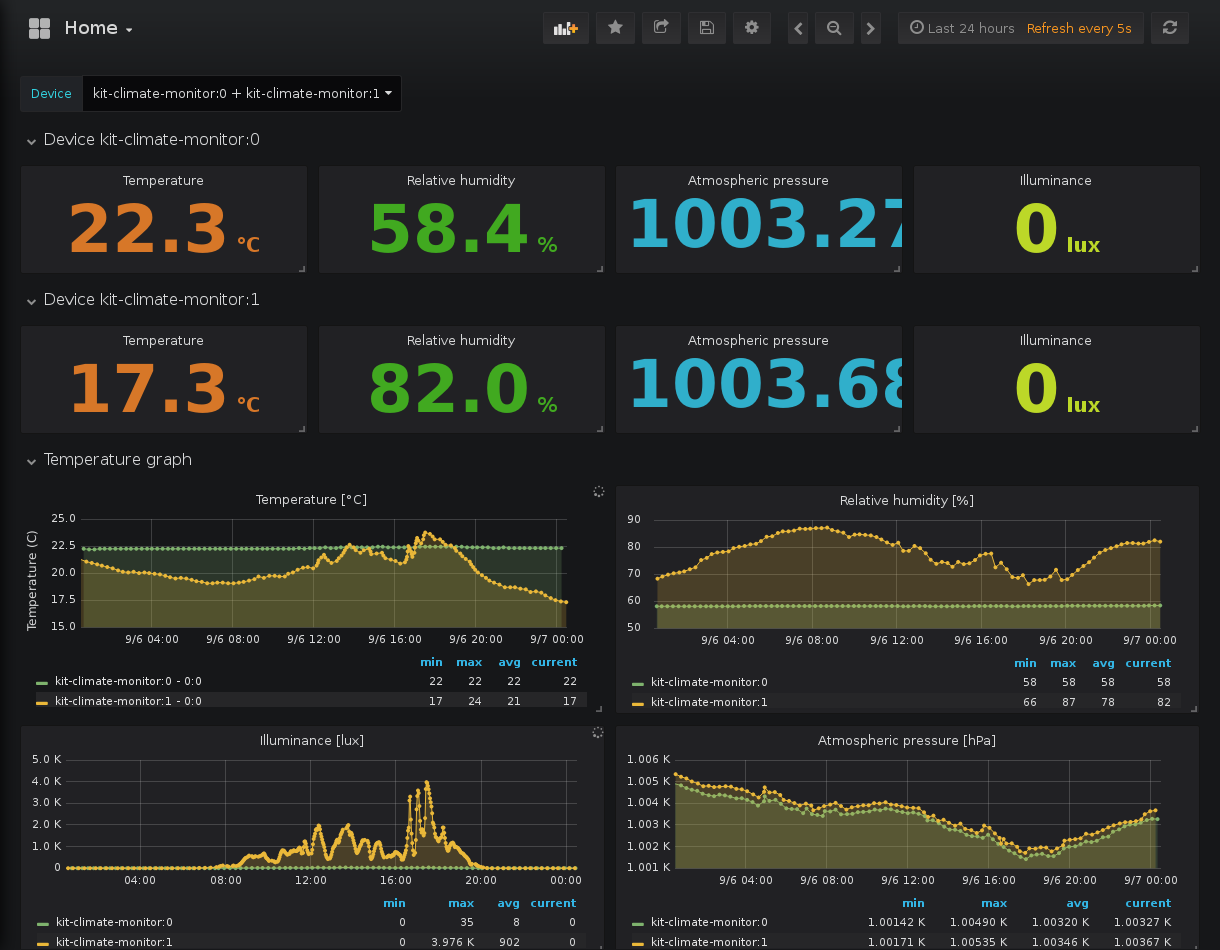 Home
Last 24 hours Refresh every 5s
Device kit-climate-monitor:0 + kit-climate-monitor:1
Device kit-climate-monitor:0
Temperature Relative humidity Atmospheric pressure Illuminance
22.3 °C 58.4 % 1003.27 0 lux
Device kit-climate-monitor:1
Temperature Relative humidity Atmospheric pressure Illuminance
17.3 °C 82.0 % 1003.68 0 lux
Temperature graph
Temperature [°C]
Temperature (C)
25.0
22.5
20.0
17.5
15.0
9/6 04:00 9/6 08:00 9/6 12:00 9/6 16:00 9/6 20:00 9/7 00:00
min max avg current
kit-climate-monitor:0 - 0:0 22 22 22 22
kit-climate-monitor:1 - 0:0 17 24 21 17
Relative humidity [%]
90
80
70
60
50
9/6 04:00 9/6 08:00 9/6 12:00 9/6 16:00 9/6 20:00 9/7 00:00
min max avg current
kit-climate-monitor:0 58 58 58 58
kit-climate-monitor:1 66 87 78 82
Illuminance [lux]
5.0 K
4.0 K
3.0 K
2.0 K
1.0 K
0
04:00 08:00 12:00 16:00 20:00 00:00
min max avg current
kit-climate-monitor:0 0 35 8 0
kit-climate-monitor:1 0 3.976 K 902 0
Atmospheric pressure [hPa]
1.006 K
1.005 K
1.004 K
1.003 K
1.002 K
1.001 K
9/6 04:00 9/6 08:00 9/6 12:00 9/6 16:00 9/6 20:00 9/7 00:00
min max avg current
kit-climate-monitor:0 1.00142 K 1.00490 K 1.00320 K 1.00327 K
kit-climate-monitor:1 1.00171 K 1.00535 K 1.00346 K 1.00367 K